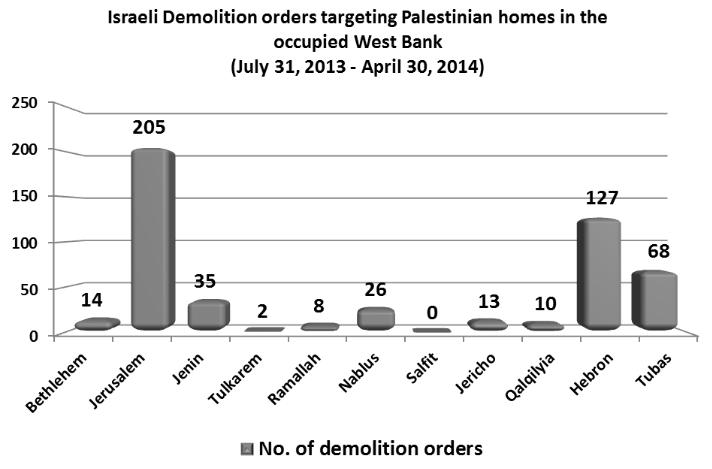 Israeli Demolition orders targeting Palestinian homes in the
occupied West Bank
(July 31, 2013 - April 30, 2014)
250
200
150
100
50
0
14
205
35
2
8
26
0
13
10
127
68
Bethlehem
Jerusalem
Jenin
Tulkarem
Ramallah
Nablus
Salfit
Jericho
Qalqilyia
Hebron
Tubas
No. of demolition orders